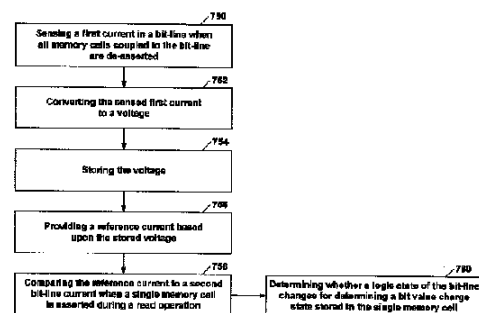 750
Sensing a first current in a bit-line when
all memory cells coupled to the bit-line
are de-asserted
752
Converting the sensed first current
to a voltage
754
Storing the voltage
756
Providing a reference current based
upon the stored voltage
758
Comparing the reference current to a second
bit-line current when a single memory cell
is asserted during a read operation
760
Determining whether a logic state of the bit-line
changes for determining a bit value charge
state stored in the single memory cell